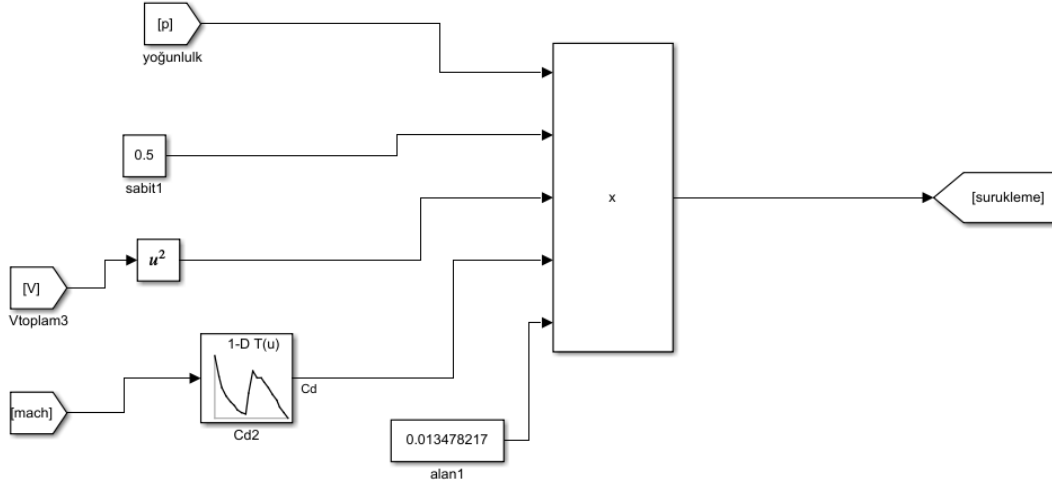 [p]
yoğunlulk
0.5
sabit1
x
[surukleme]
u²
[V]
Vtoplam3
1-D T(u)
Cd
[mach]
Cd2
0.013478217
alan1